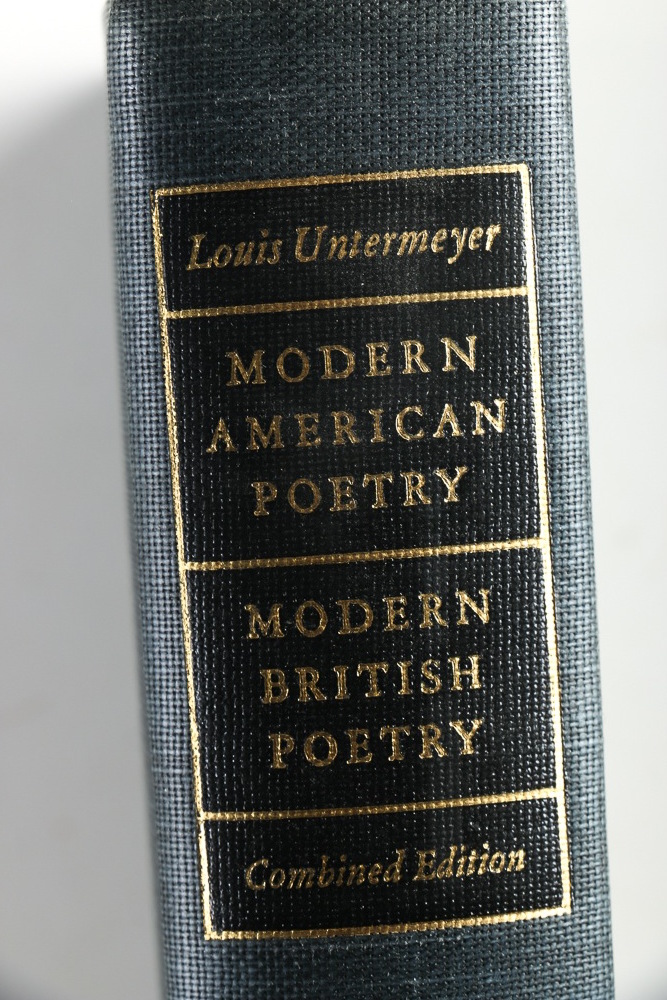 Louis Untermeyer
MODERN
AMERICAN
POETRY
MODERN
BRITISH
POETRY
Combined Edition